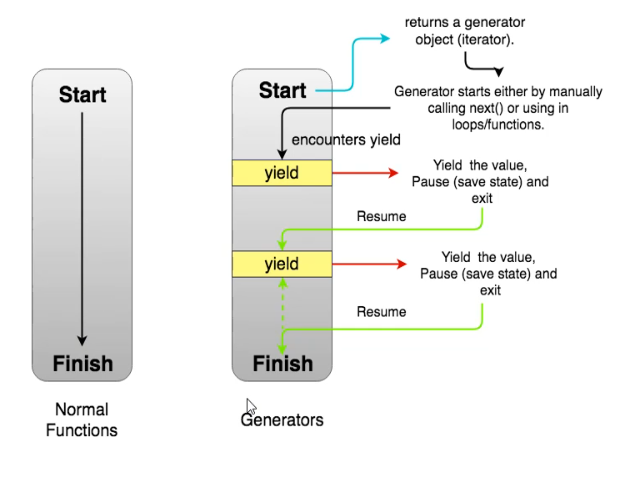 Start
Finish
Normal
Functions
Start
encounters yield
yield
yield
Finish
Generators
returns a generator
object (iterator).
Generator starts either by manually
calling next() or using in
loops/functions.
Yield the value,
Pause (save state) and
exit
Resume
Yield the value,
Pause (save state) and
exit
Resume